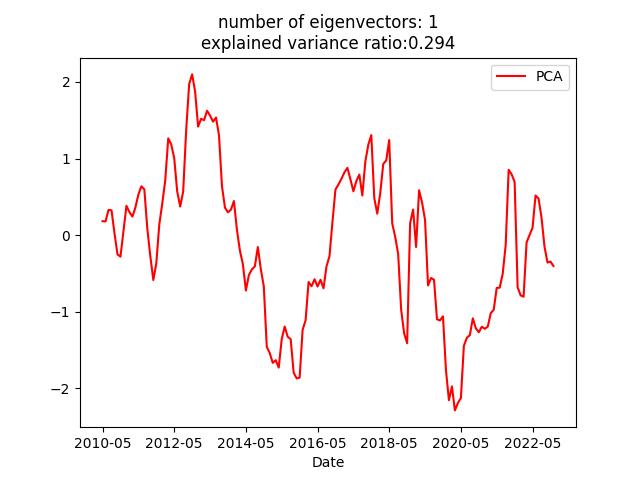 number of eigenvectors: 1
explained variance ratio:0.294
PCA
2
1
0
−1
−2
2010-05 2012-05 2014-05 2016-05 2018-05 2020-05 2022-05
Date